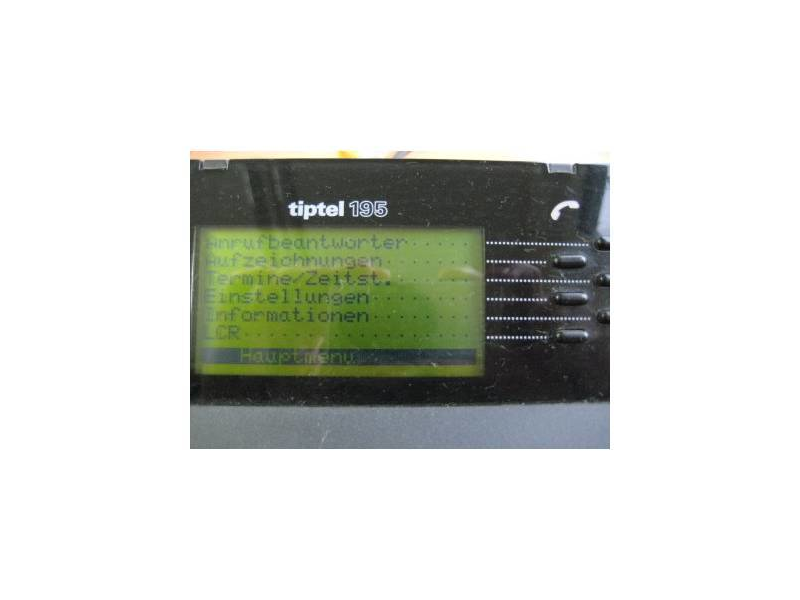 tiptel 195
Anrufbeantworter
Aufzeichnungen
Termine/Zeitst.
Einstellungen
Informationen
LCR
Hauptmenu